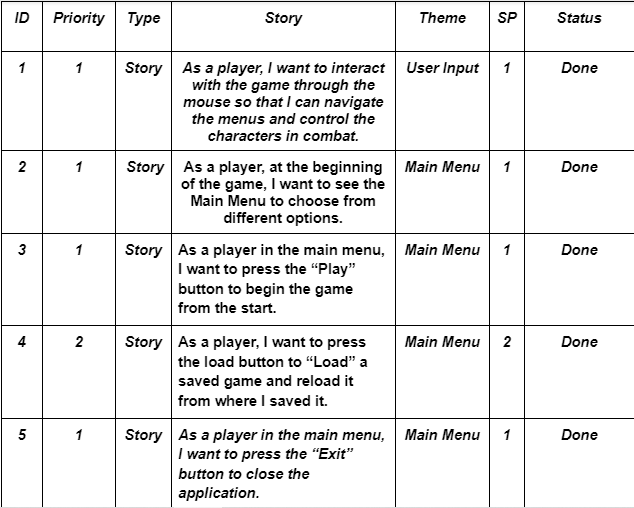 ID Priority Type Story Theme SP Status
1 1 Story As a player, I want to interact User Input 1 Done
with the game through the
mouse so that I can navigate
the menus and control the
characters in combat.
2 1 Story As a player, at the beginning Main Menu 1 Done
of the game, I want to see the
Main Menu to choose from
different options.
3 1 Story As a player in the main menu, Main Menu 1 Done
I want to press the “Play”
button to begin the game
from the start.
4 2 Story As a player, I want to press Main Menu 2 Done
the load button to “Load” a
saved game and reload it
from where I saved it.
5 1 Story As a player in the main menu, Main Menu 1 Done
I want to press the “Exit”
button to close the
application.